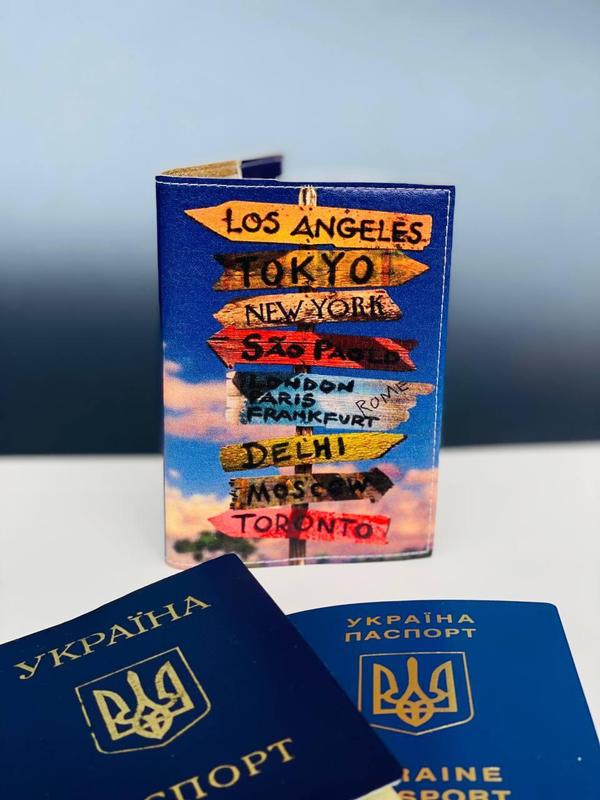 LOS ANGELES
TOKYO
NEW YORK
SÃO PAOLO
LONDON
PARIS
ROME
FRANKFURT
DELHI
MOSCOW
TORONTO
УКРАЇНА
ПАСПОРТ
УКРАЇНА
ПАСПОРТ
RAINE
SPORT